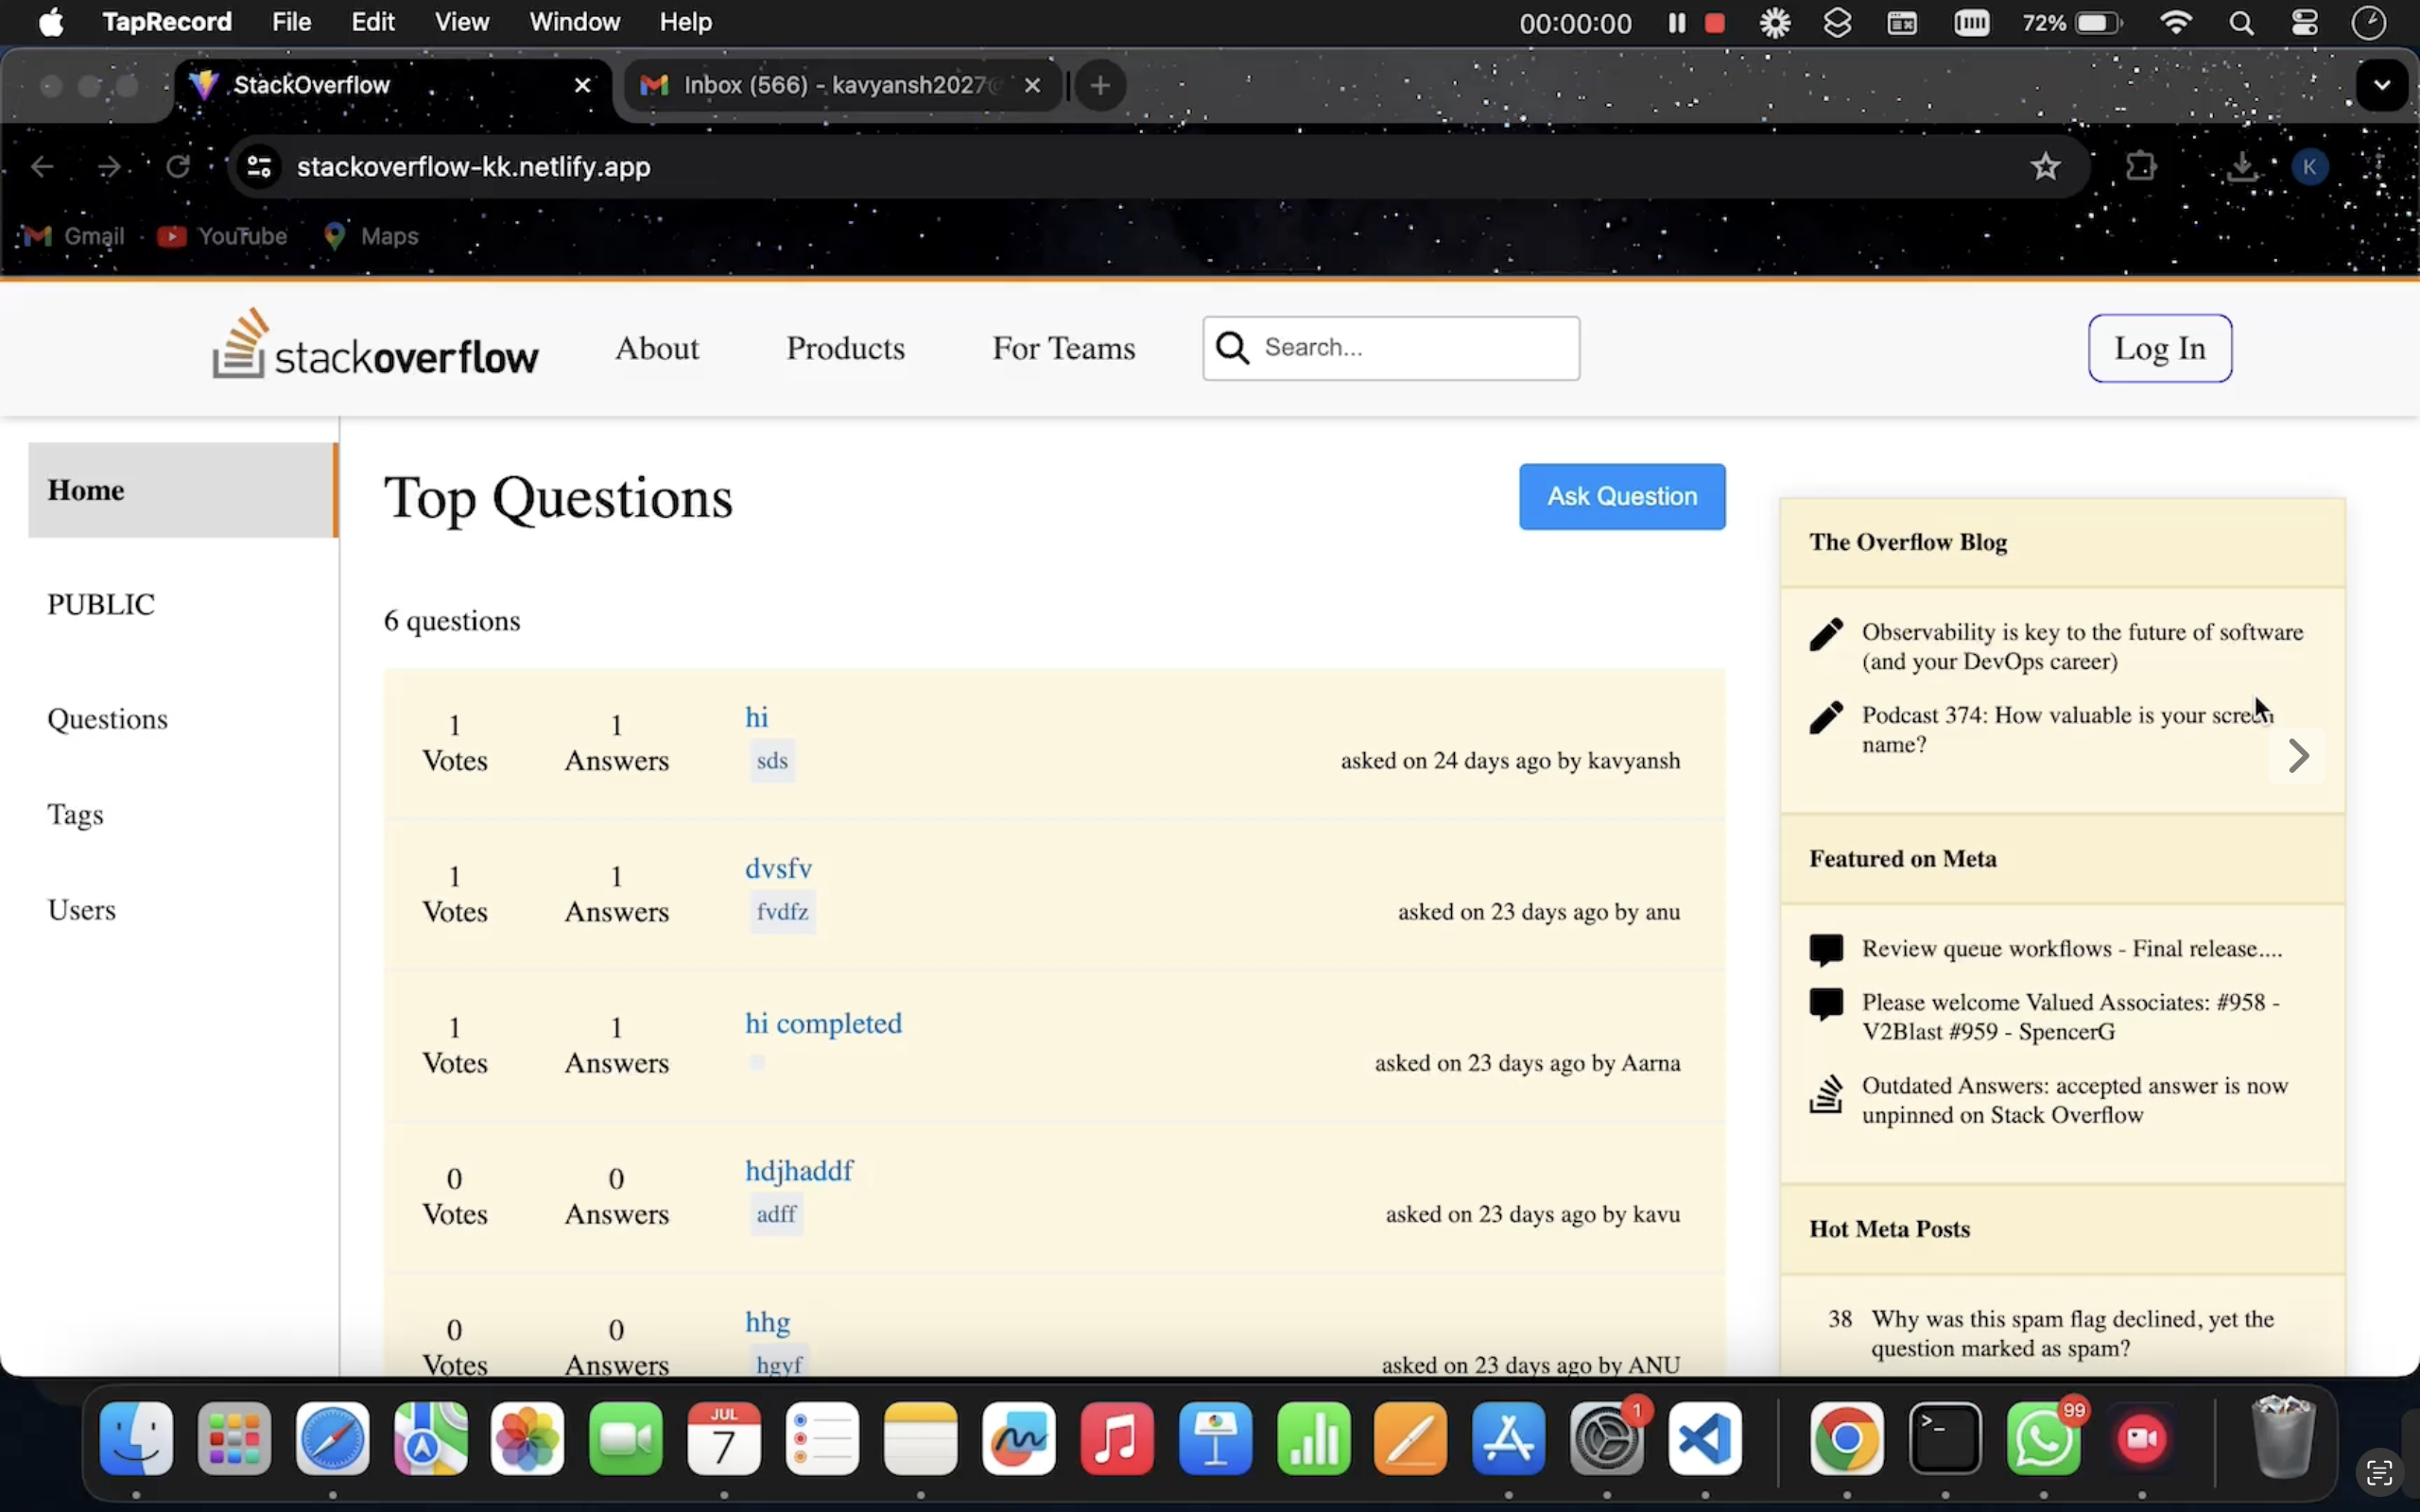 TapRecord File Edit View Window Help 00:00:00 72%
StackOverflow Inbox (566) - kavyansh2027@
stackoverflow-kk.netlify.app K
Gmail YouTube Maps
stackoverflow About Products For Teams Search... Log In
Home
PUBLIC
Questions
Tags
Users
Top Questions
Ask Question
6 questions
1 Votes 1 Answers hi
sds
asked on 24 days ago by kavyansh
1 Votes 1 Answers dvsfv
fvdfz
asked on 23 days ago by anu
1 Votes 1 Answers hi completed
asked on 23 days ago by Aarna
0 Votes 0 Answers hdjhaddf
adff
asked on 23 days ago by kavu
0 Votes 0 Answers hhg
hgyf
asked on 23 days ago by ANU
The Overflow Blog
Observability is key to the future of software
(and your DevOps career)
Podcast 374: How valuable is your screen
name?
Featured on Meta
Review queue workflows - Final release....
Please welcome Valued Associates: #958 -
V2Blast #959 - SpencerG
Outdated Answers: accepted answer is now
unpinned on Stack Overflow
Hot Meta Posts
38 Why was this spam flag declined, yet the
question marked as spam?
JUL
7
1
99